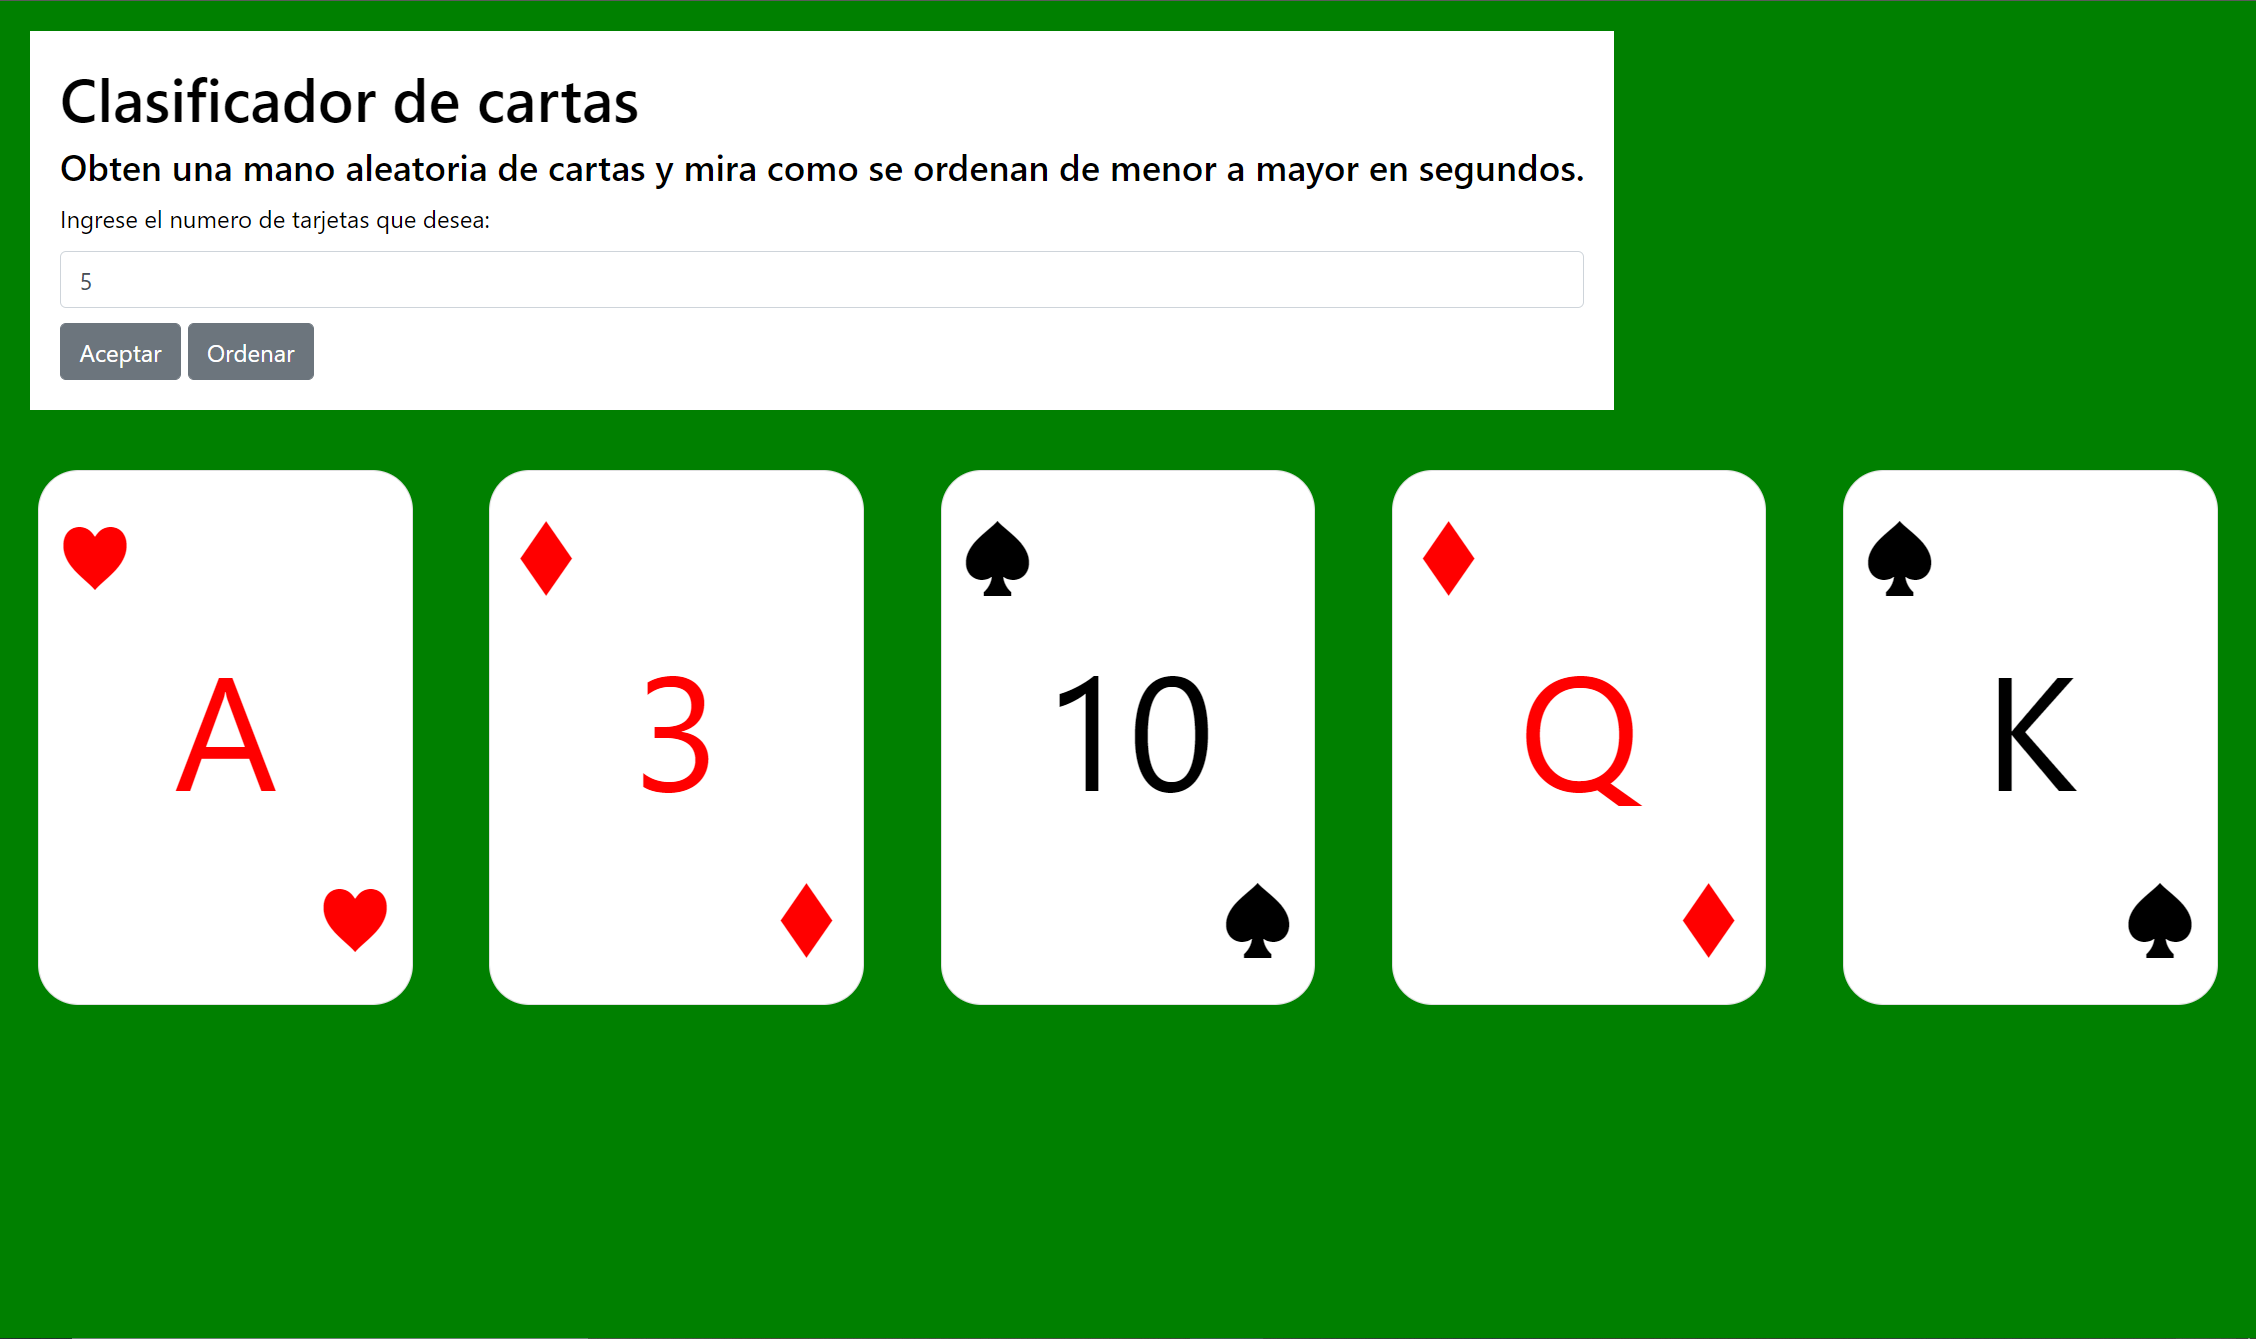 Clasificador de cartas
Obten una mano aleatoria de cartas y mira como se ordenan de menor a mayor en segundos.
Ingrese el numero de tarjetas que desea:
5
Aceptar Ordenar
A 3 10 Q K